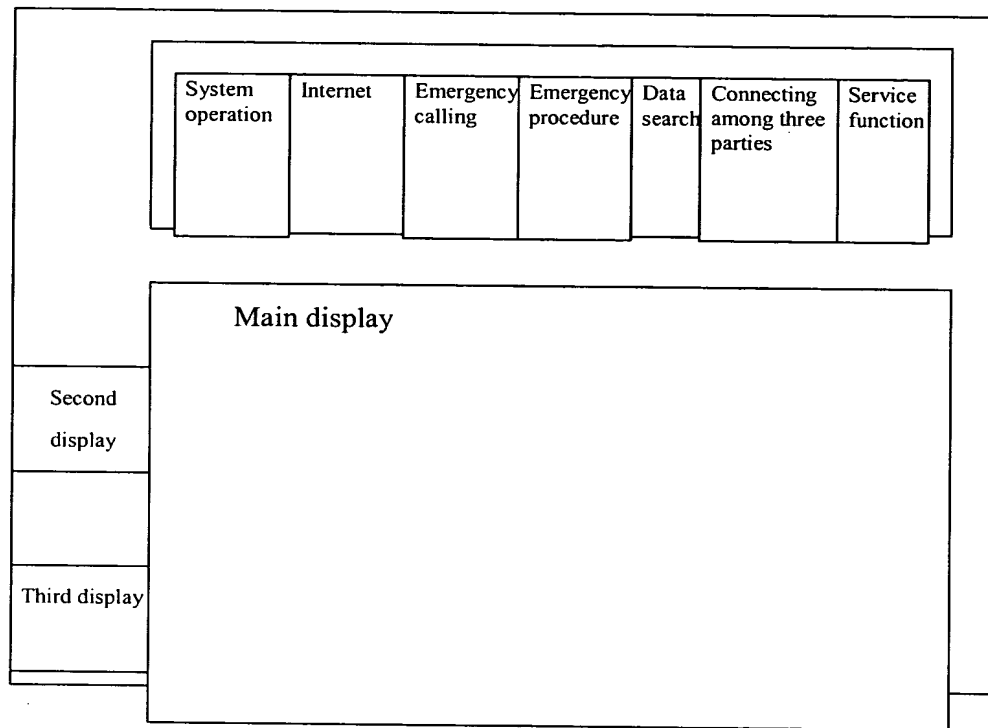 System
operation
Internet
Emergency
calling
Emergency
procedure
Data
search
Connecting
among three
parties
Service
function
Main display
Second
display
Third display